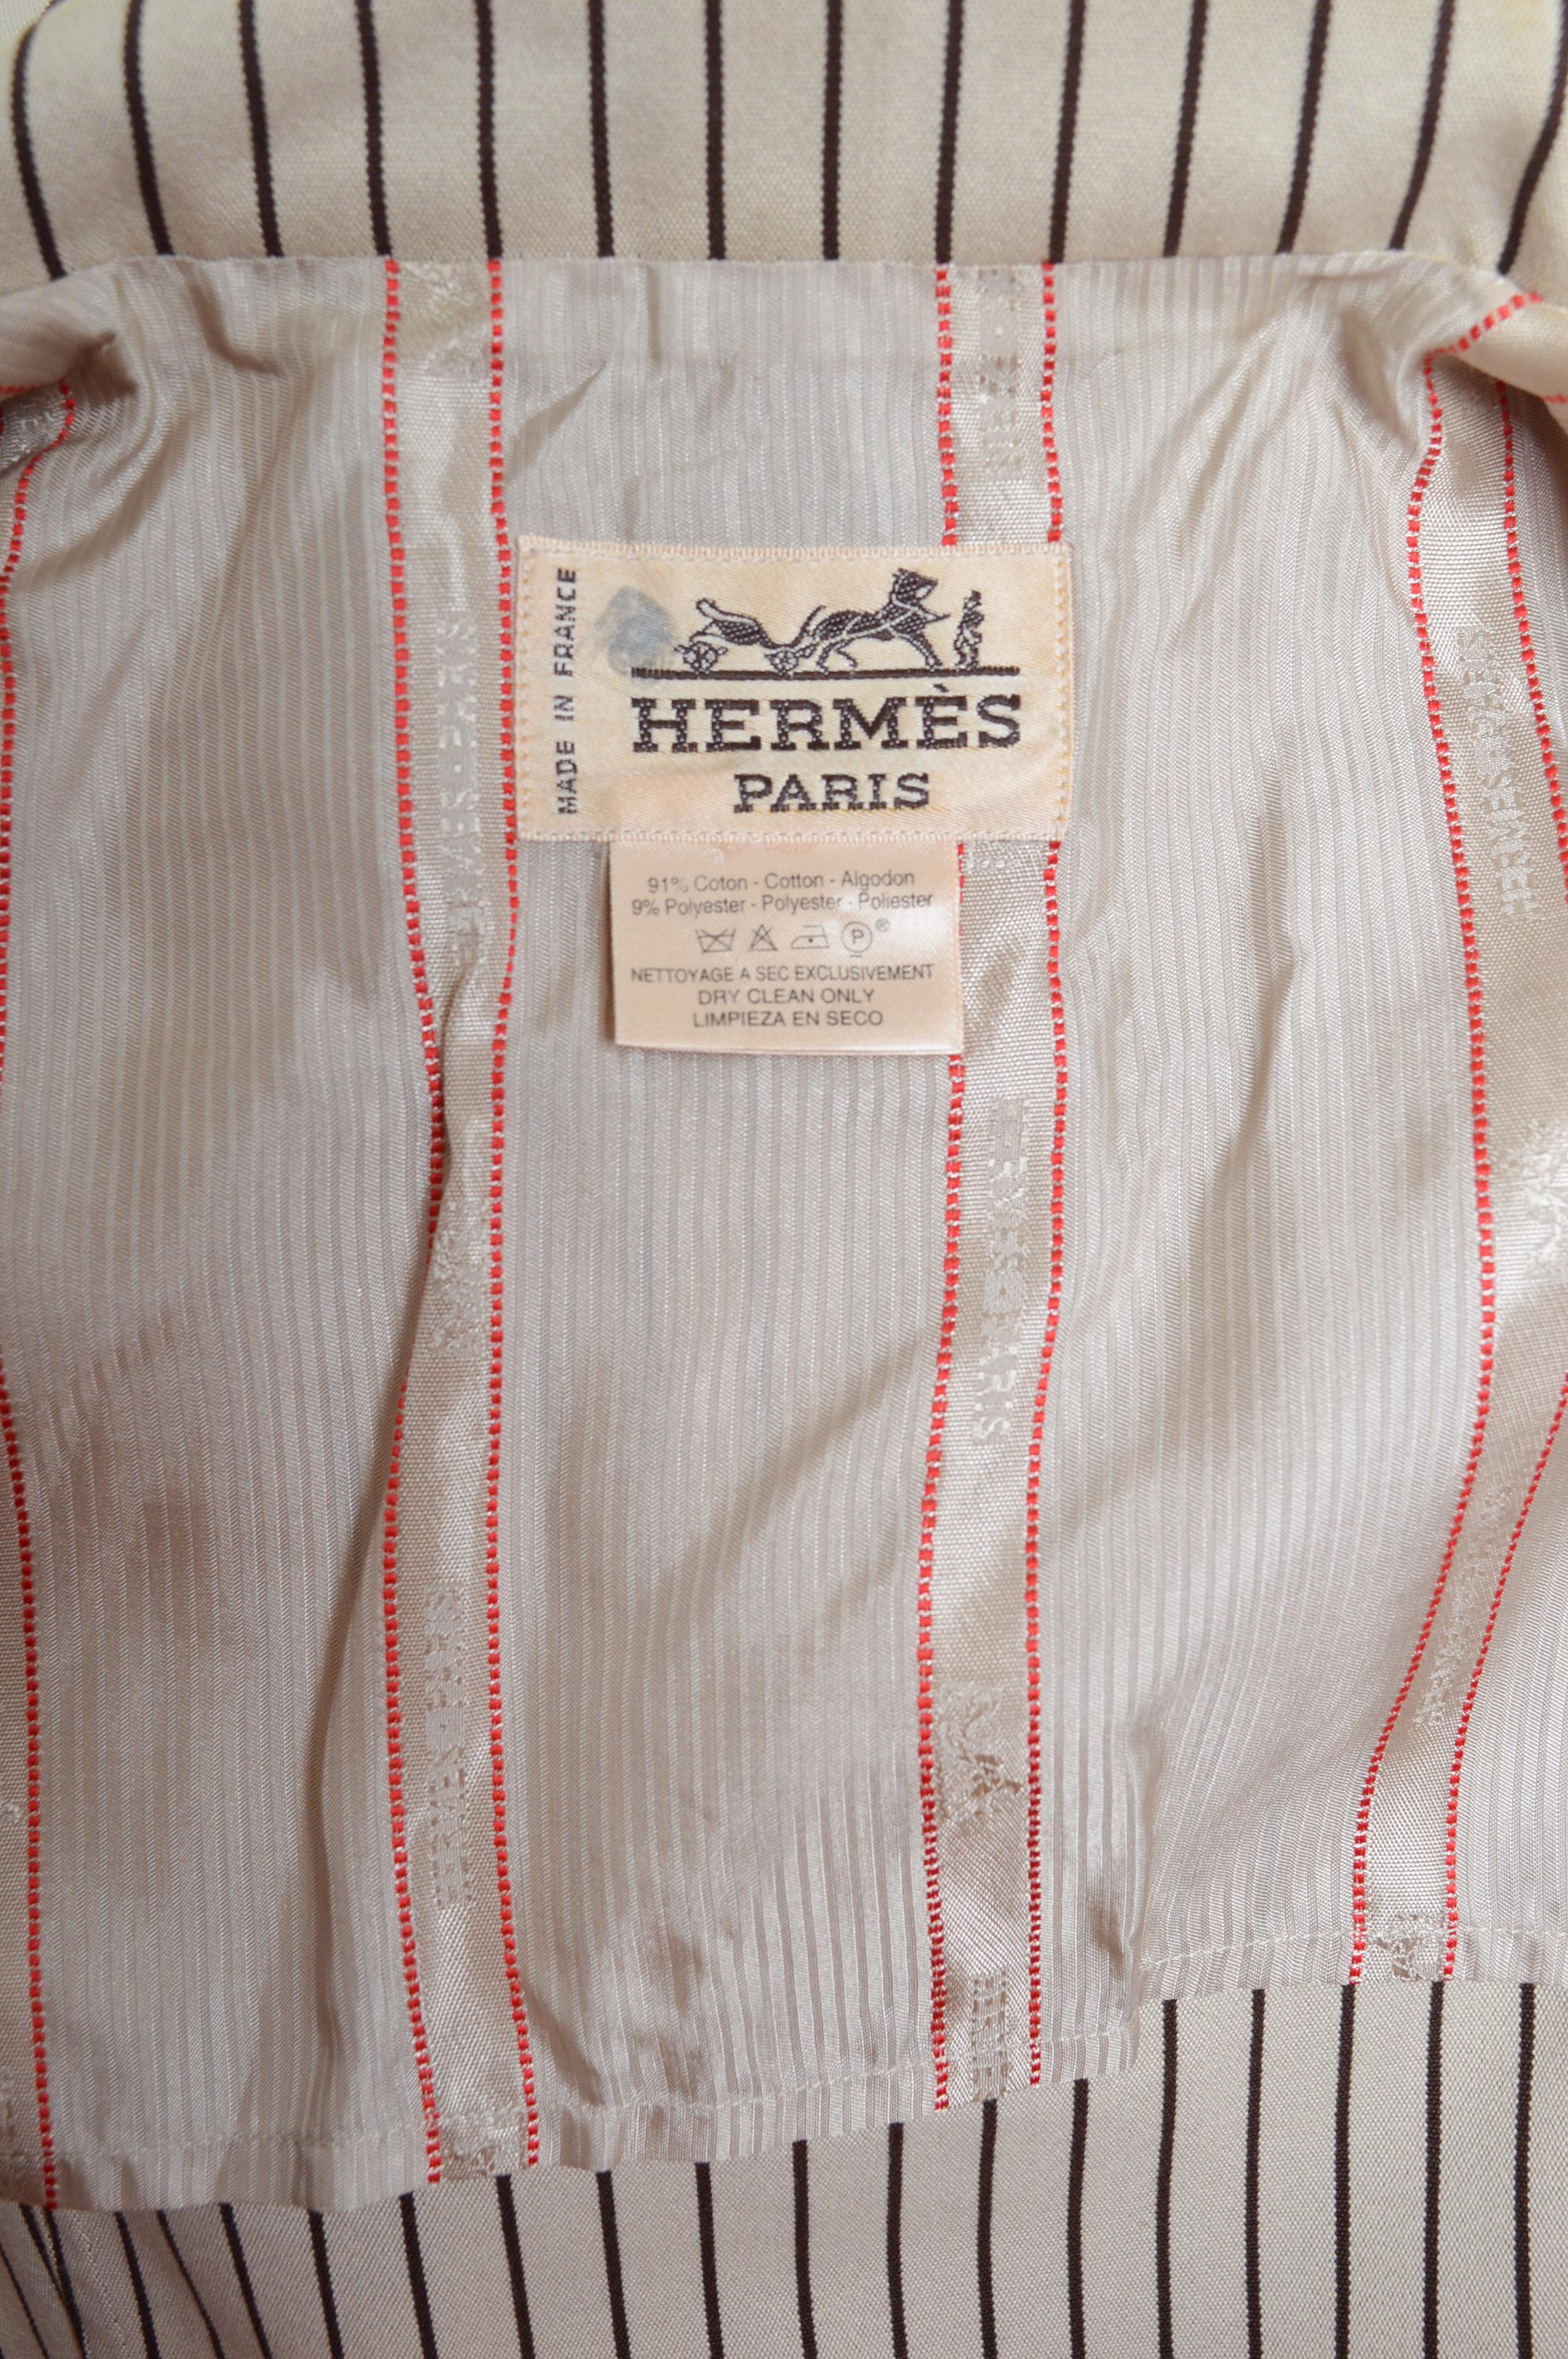 MADE IN FRANCE
HERMÈS
PARIS
91% Coton - Cotton - Algodon
9% Polyester - Polyester - Poliester
P®
NETTOYAGE A SEC EXCLUSIVEMENT
DRY CLEAN ONLY
LIMPIEZA EN SECO